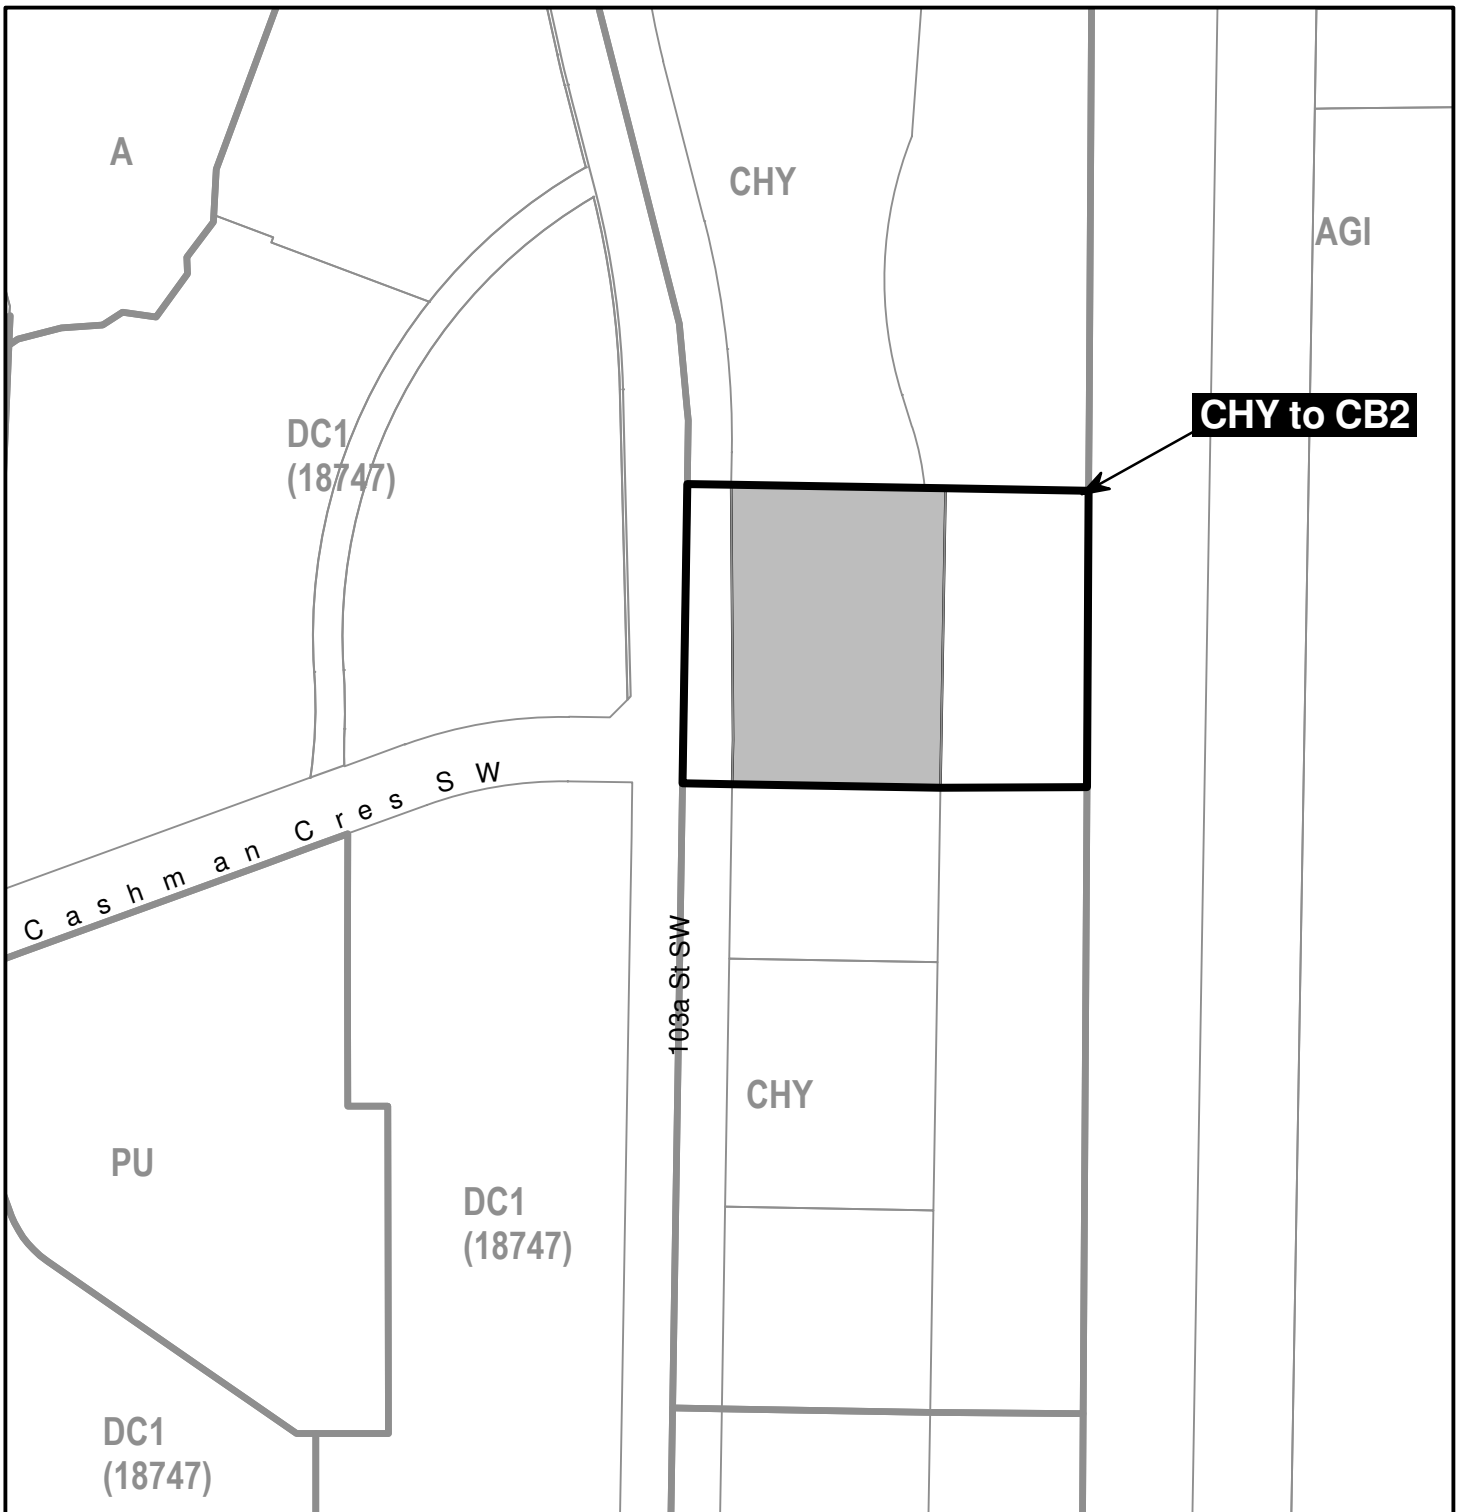 A
CHY
AGI
CHY to CB2
DC1
(18747)
Cashman Cres SW
103a St SW
CHY
PU
DC1
(18747)
DC1
(18747)